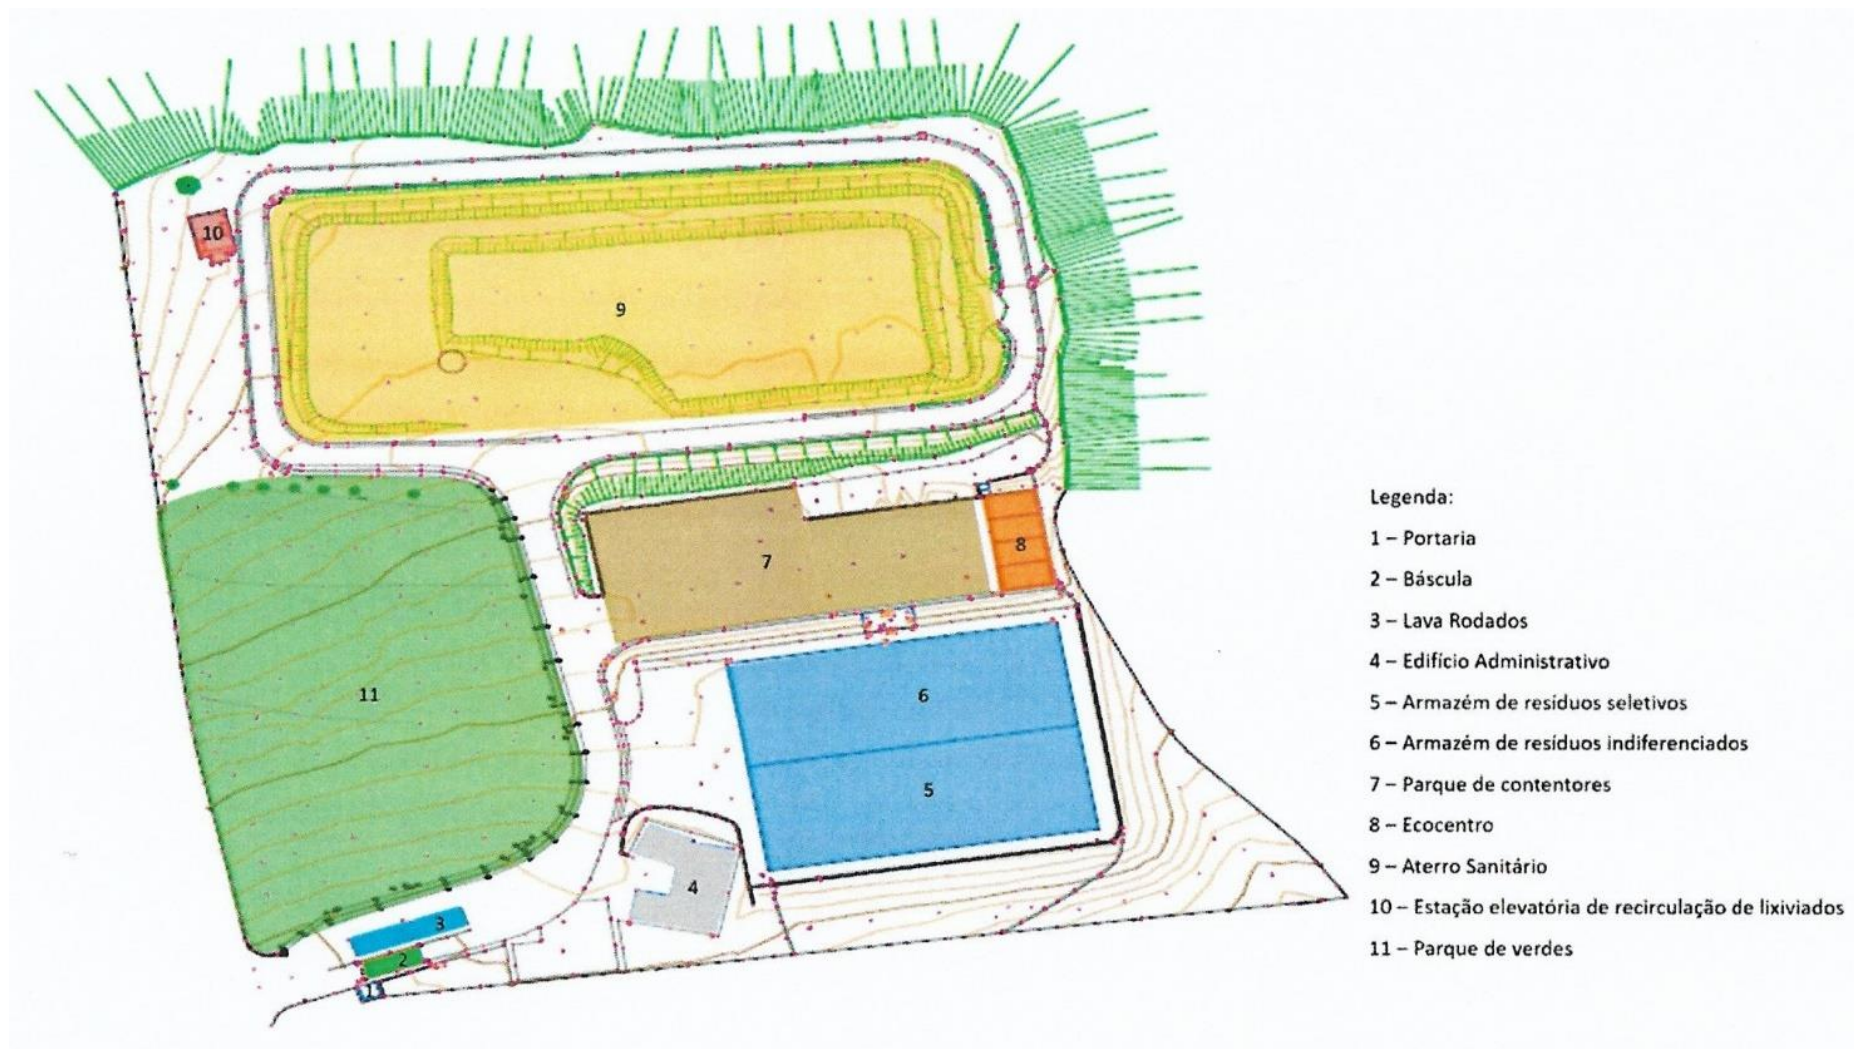 10
9
7
8
11
6
5
4
3
2
1
Legenda:
1 – Portaria
2 – Báscula
3 – Lava Rodados
4 – Edifício Administrativo
5 – Armazém de resíduos seletivos
6 – Armazém de resíduos indiferenciados
7 – Parque de contentores
8 – Ecocentro
9 – Aterro Sanitário
10 – Estação elevatória de recirculação de lixiviados
11 – Parque de verdes